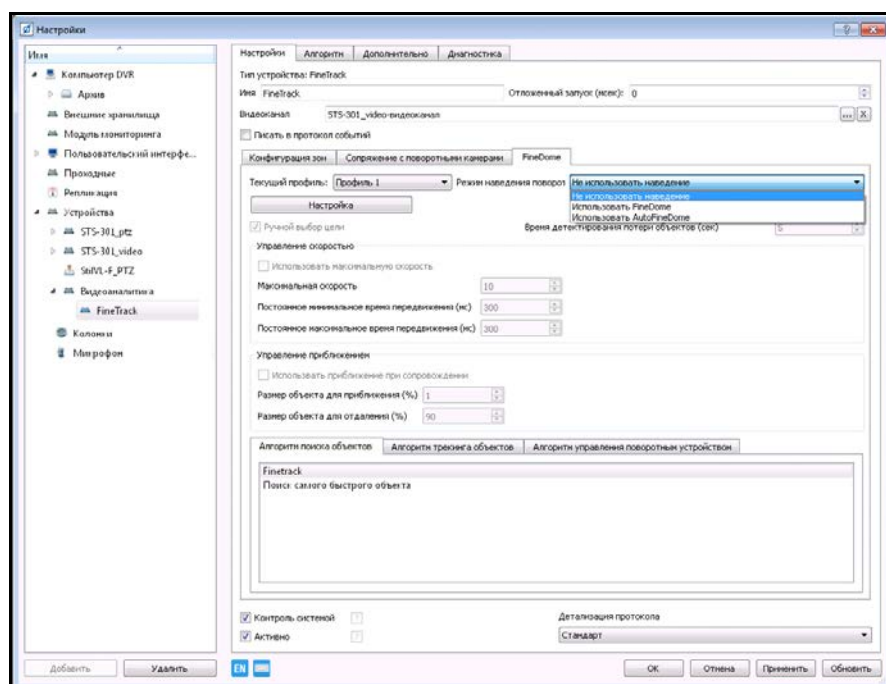 Настройки
Имя
Компьютер DVR
Архив
Внешние хранилища
Модуль мониторинга
Пользовательский интерфе...
Проходные
Репликация
Устройства
STS-301_ptz
STS-301_video
StilVL-F_PTZ
Видеоаналитика
FineTrack
Колонки
Микрофон
Добавить
Удалить
Настройки
Алгоритм
Дополнительно
Диагностика
Тип устройства: FineTrack
Имя FineTrack
Отложенный запуск (мсек): 0
Видеоканал STS-301_video-видеоканал ... X
Писать в протокол событий
Конфигурация зон
Сопряжение с поворотными камерами
FineDome
Текущий профиль: Профиль 1
Режим наведения поворот Не использовать наведение
Не использовать наведение
Использовать FineDome
Использовать AutoFineDome
Настройка
Ручной выбор цели
Время детектирования потери объектов (сек) 5
Управление скоростью
Использовать максимальную скорость
Максимальная скорость 10
Постоянное минимальное время передвижения (мс) 300
Постоянное максимальное время передвижения (мс) 300
Управление приближением
Использовать приближение при сопровождении
Размер объекта для приближения (%) 1
Размер объекта для отдаления (%) 90
Алгоритм поиска объектов
Алгоритм трекинга объектов
Алгоритм управления поворотным устройством
Finetrack
Поиск самого быстрого объекта
Контроль системой ?
Детализация протокола
Активно ?
Стандарт
EN
ОК
Отмена
Применить
Обновить